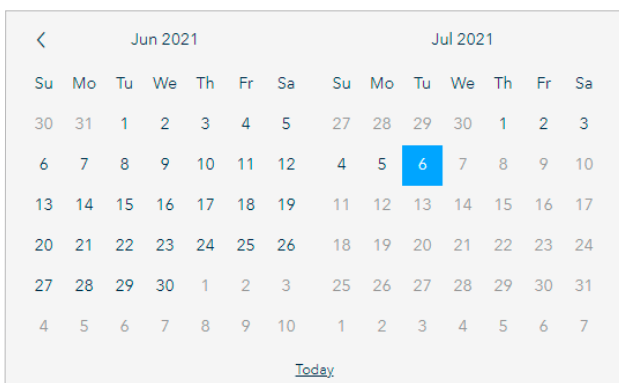 Jun 2021 Jul 2021
Su Mo Tu We Th Fr Sa Su Mo Tu We Th Fr Sa
30 31 1 2 3 4 5 27 28 29 30 1 2 3
6 7 8 9 10 11 12 4 5 6 7 8 9 10
13 14 15 16 17 18 19 11 12 13 14 15 16 17
20 21 22 23 24 25 26 18 19 20 21 22 23 24
27 28 29 30 1 2 3 25 26 27 28 29 30 31
4 5 6 7 8 9 10 1 2 3 4 5 6 7
Today